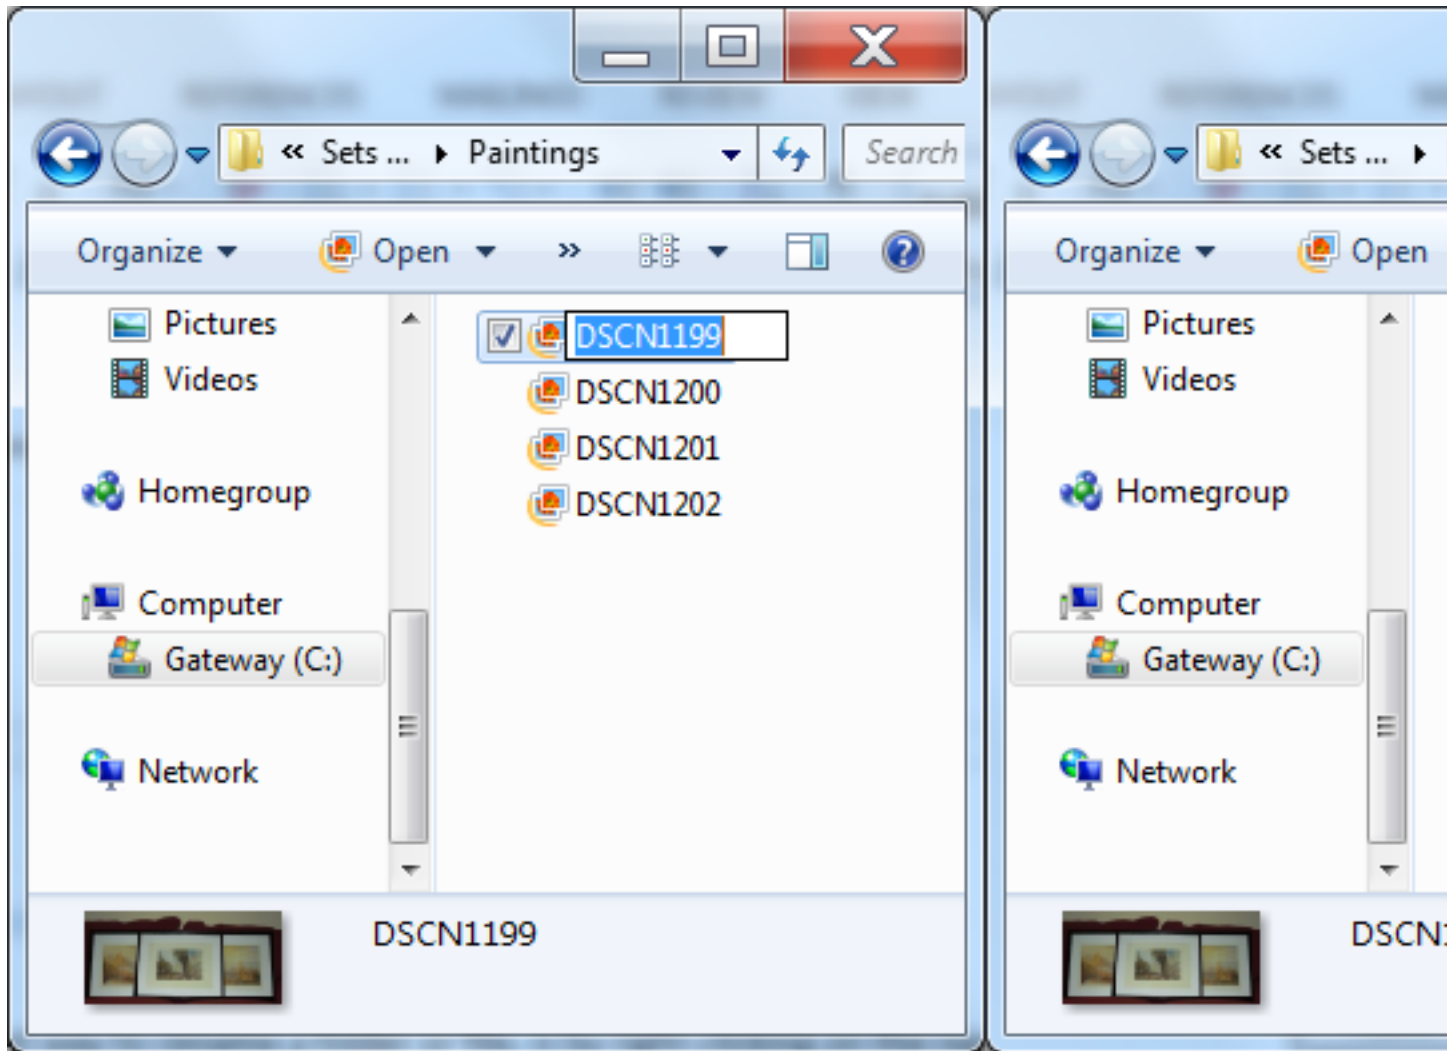 « Sets ... Paintings
Search
Organize Open »
Pictures
Videos
Homegroup
Computer
Gateway (C:)
Network
DSCN1199
DSCN1200
DSCN1201
DSCN1202
DSCN1199
« Sets ...
Organize Open
Pictures
Videos
Homegroup
Computer
Gateway (C:)
Network